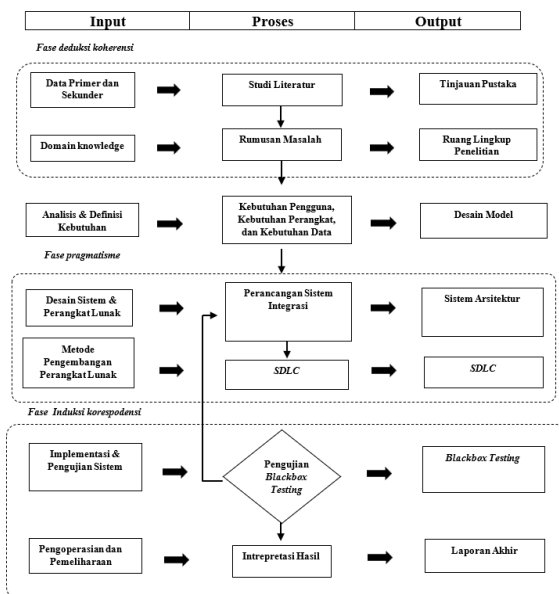 Input Proses Output
Fase deduksi koherensi
Data Primer dan
Sekunder
Studi Literatur
Tinjauan Pustaka
Domain knowledge
Rumusan Masalah
Ruang Lingkup
Penelitian
Analisis & Definisi
Kebutuhan
Kebutuhan Pengguna,
Kebutuhan Perangkat,
dan Kebutuhan Data
Desain Model
Fase pragmatisme
Desain Sistem &
Perangkat Lunak
Perancangan Sistem
Integrasi
Sistem Arsitektur
Metode
Pengembangan
Perangkat Lunak
SDLC
SDLC
Fase Induksi korespodensi
Implementasi &
Pengujian Sistem
Pengujian
Blackbox
Testing
Blackbox Testing
Pengoperasian dan
Pemeliharaan
Intrepretasi Hasil
Laporan Akhir